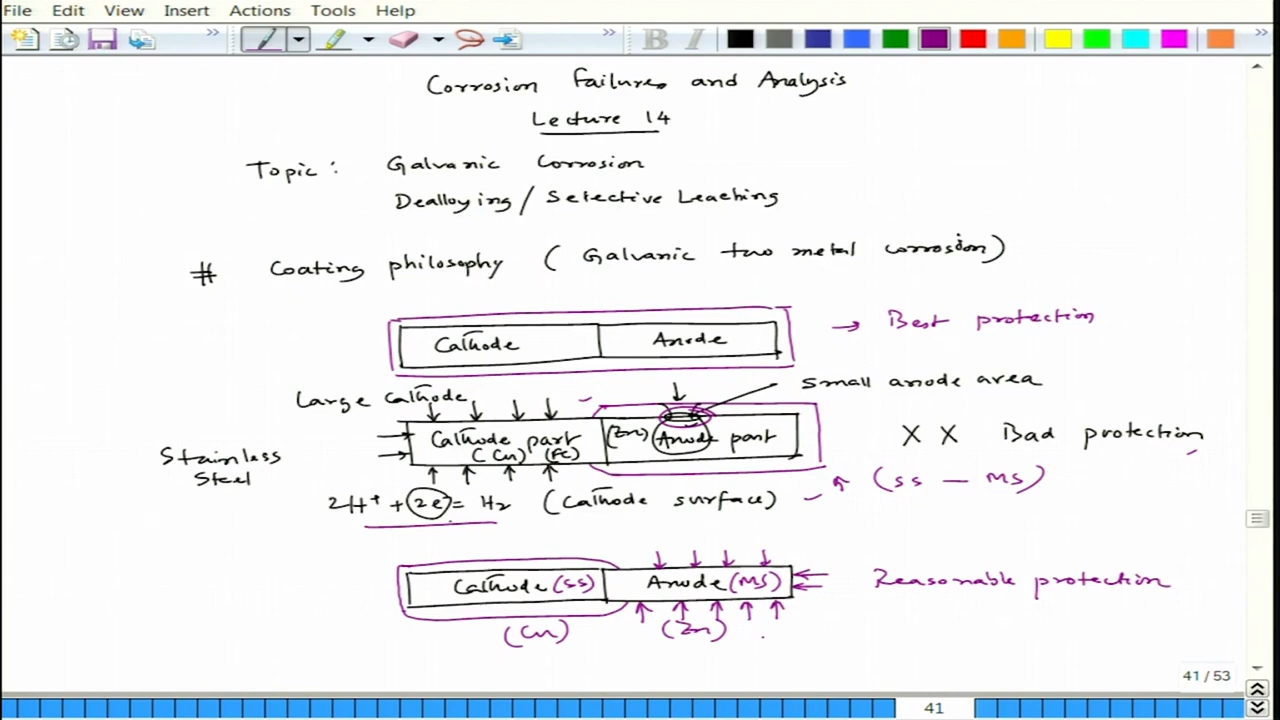 File Edit View Insert Actions Tools Help
Corrosion Failures and Analysis
Lecture 14
Topic: Galvanic Corrosion
Dealloying / Selective Leaching
# Coating philosophy ( Galvanic two metal corrosion)
Cathode Anode → Best protection
Large cathode Small anode area
Cathode part (Zn) Anode part X X Bad protection
(Cu) (Fe)
Stainless Steel
(SS - MS)
2H+ + 2e = H2 (Cathode surface)
Cathode (SS) Anode (MS) Reasonable protection
(Cu) (Zn)
41 / 53
41